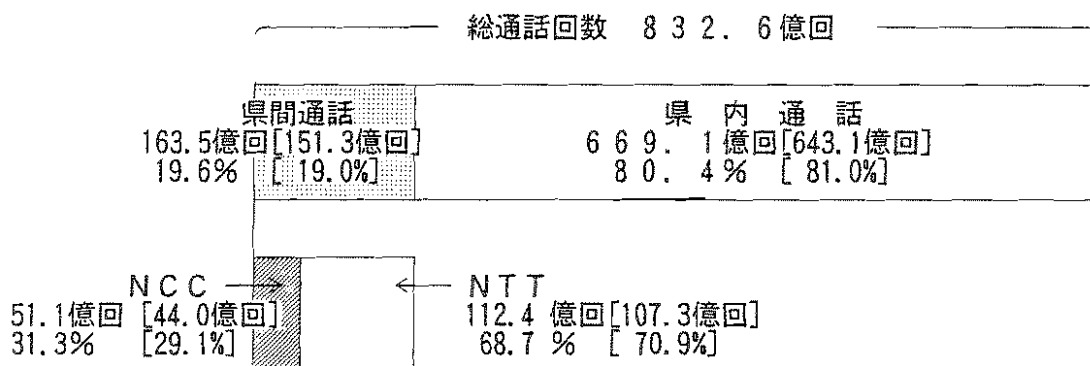 総通話回数 832.6億回
県間通話
163.5億回[151.3億回]
19.6% [ 19.0%]
県内通話
669.1億回[643.1億回]
80.4% [ 81.0%]
NCC
51.1億回 [44.0億回]
31.3% [29.1%]
NTT
112.4 億回[107.3億回]
68.7 % [ 70.9%]